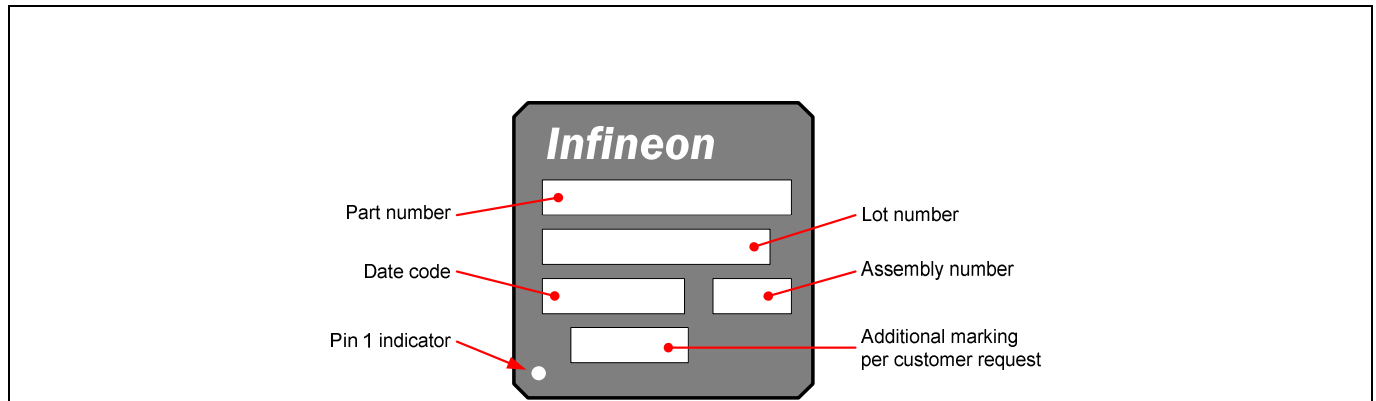 Infineon
Part number
Lot number
Date code
Assembly number
Pin 1 indicator
Additional marking
per customer request